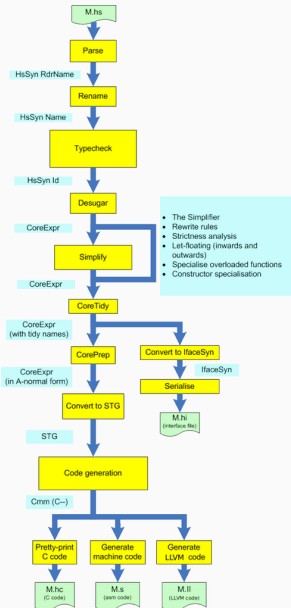 M.hs
Parse
HsSyn RdrName
Rename
HsSyn Name
Typecheck
HsSyn Id
Desugar
CoreExpr
Simplify
CoreExpr
• The Simplifier
• Rewrite rules
• Strictness analysis
• Let-floating (inwards and
outwards)
• Specialise overloaded functions
• Constructor specialisation
CoreTidy
CoreExpr
(with tidy names)
CorePrep
Convert to IfaceSyn
CoreExpr
(in A-normal form)
IfaceSyn
Serialise
Convert to STG
M.hi
(interface file)
STG
Code generation
Cmm (C--)
Pretty-print
C code
Generate
machine code
Generate
LLVM code
M.hc
(C code)
M.s
(asm code)
M.ll
(LLVM code)